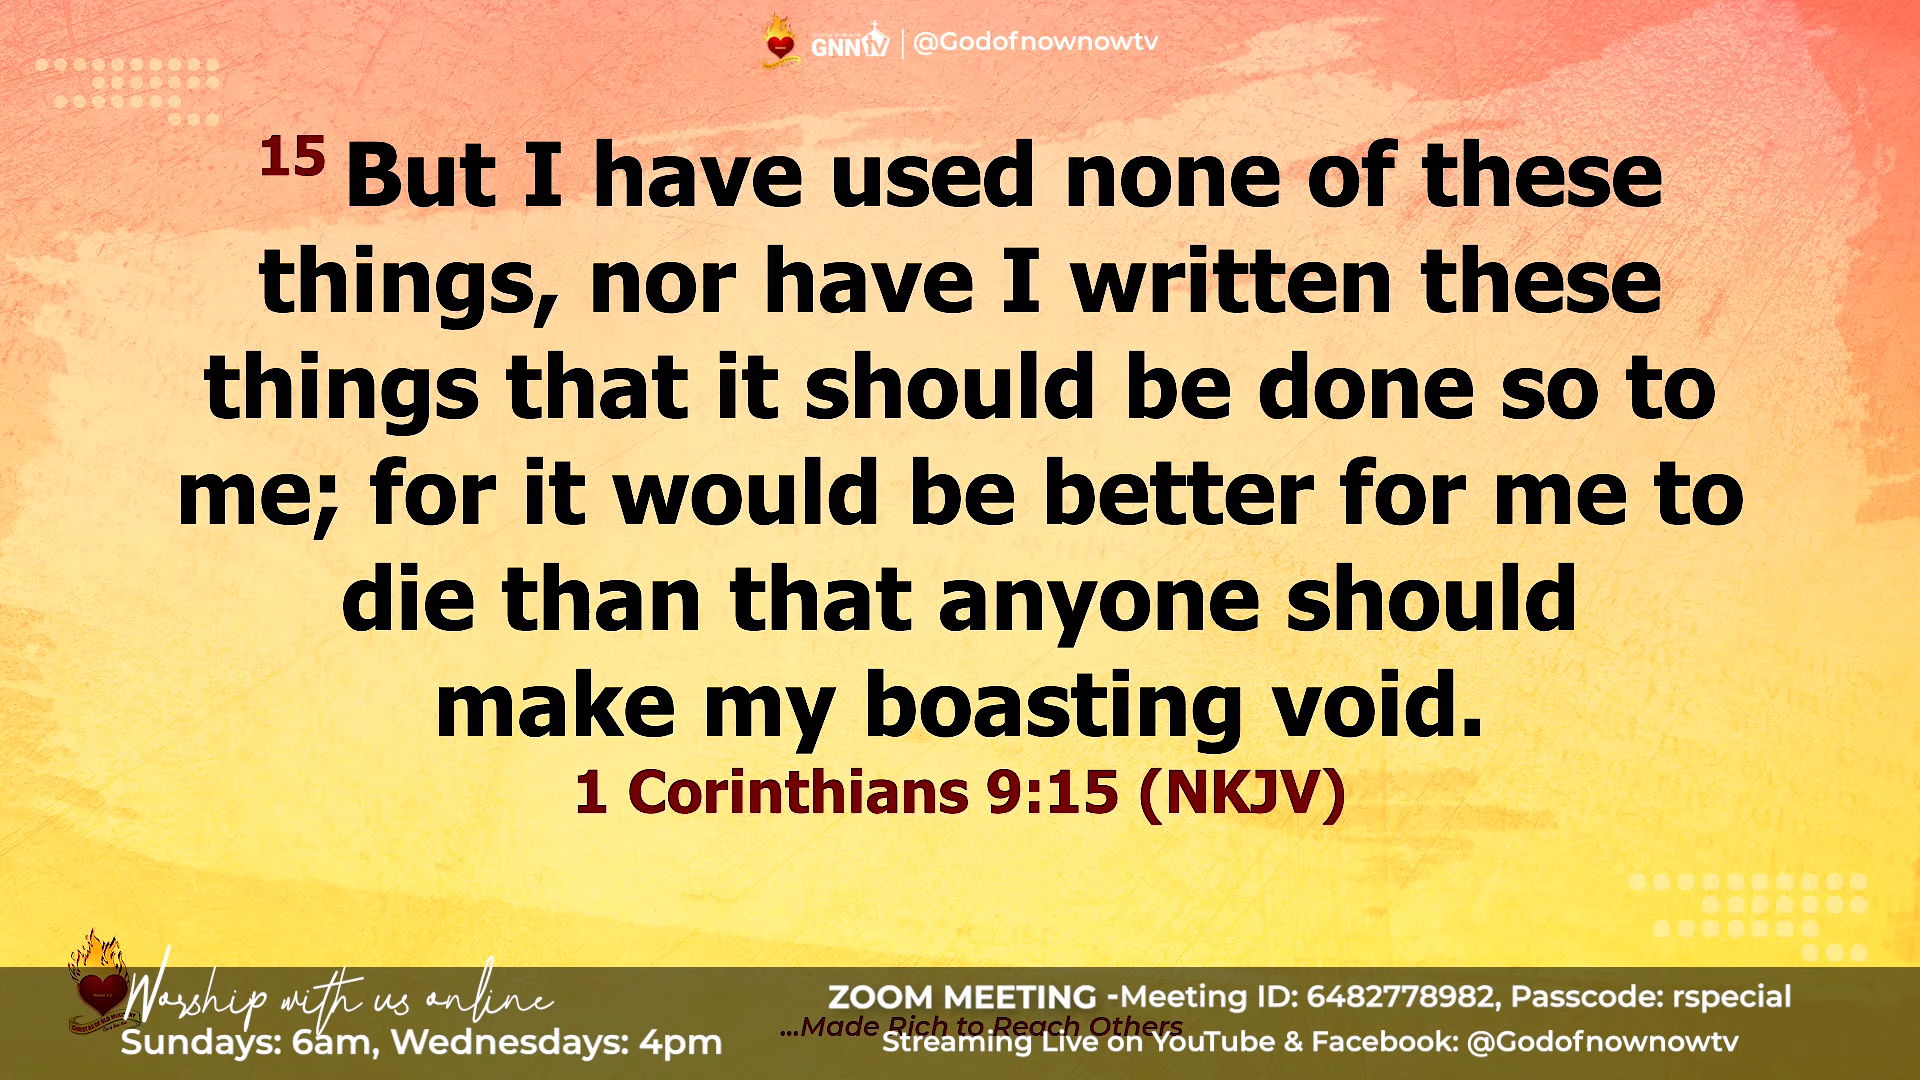 GNNTV | @Godofnownowtv
15 But I have used none of these
things, nor have I written these
things that it should be done so to
me; for it would be better for me to
die than that anyone should
make my boasting void.
1 Corinthians 9:15 (NKJV)
Worship with us online
Sundays: 6am, Wednesdays: 4pm
ZOOM MEETING -Meeting ID: 6482778982, Passcode: rspecial
...Made Rich to Reach Others
Streaming Live on YouTube & Facebook: @Godofnownowtv